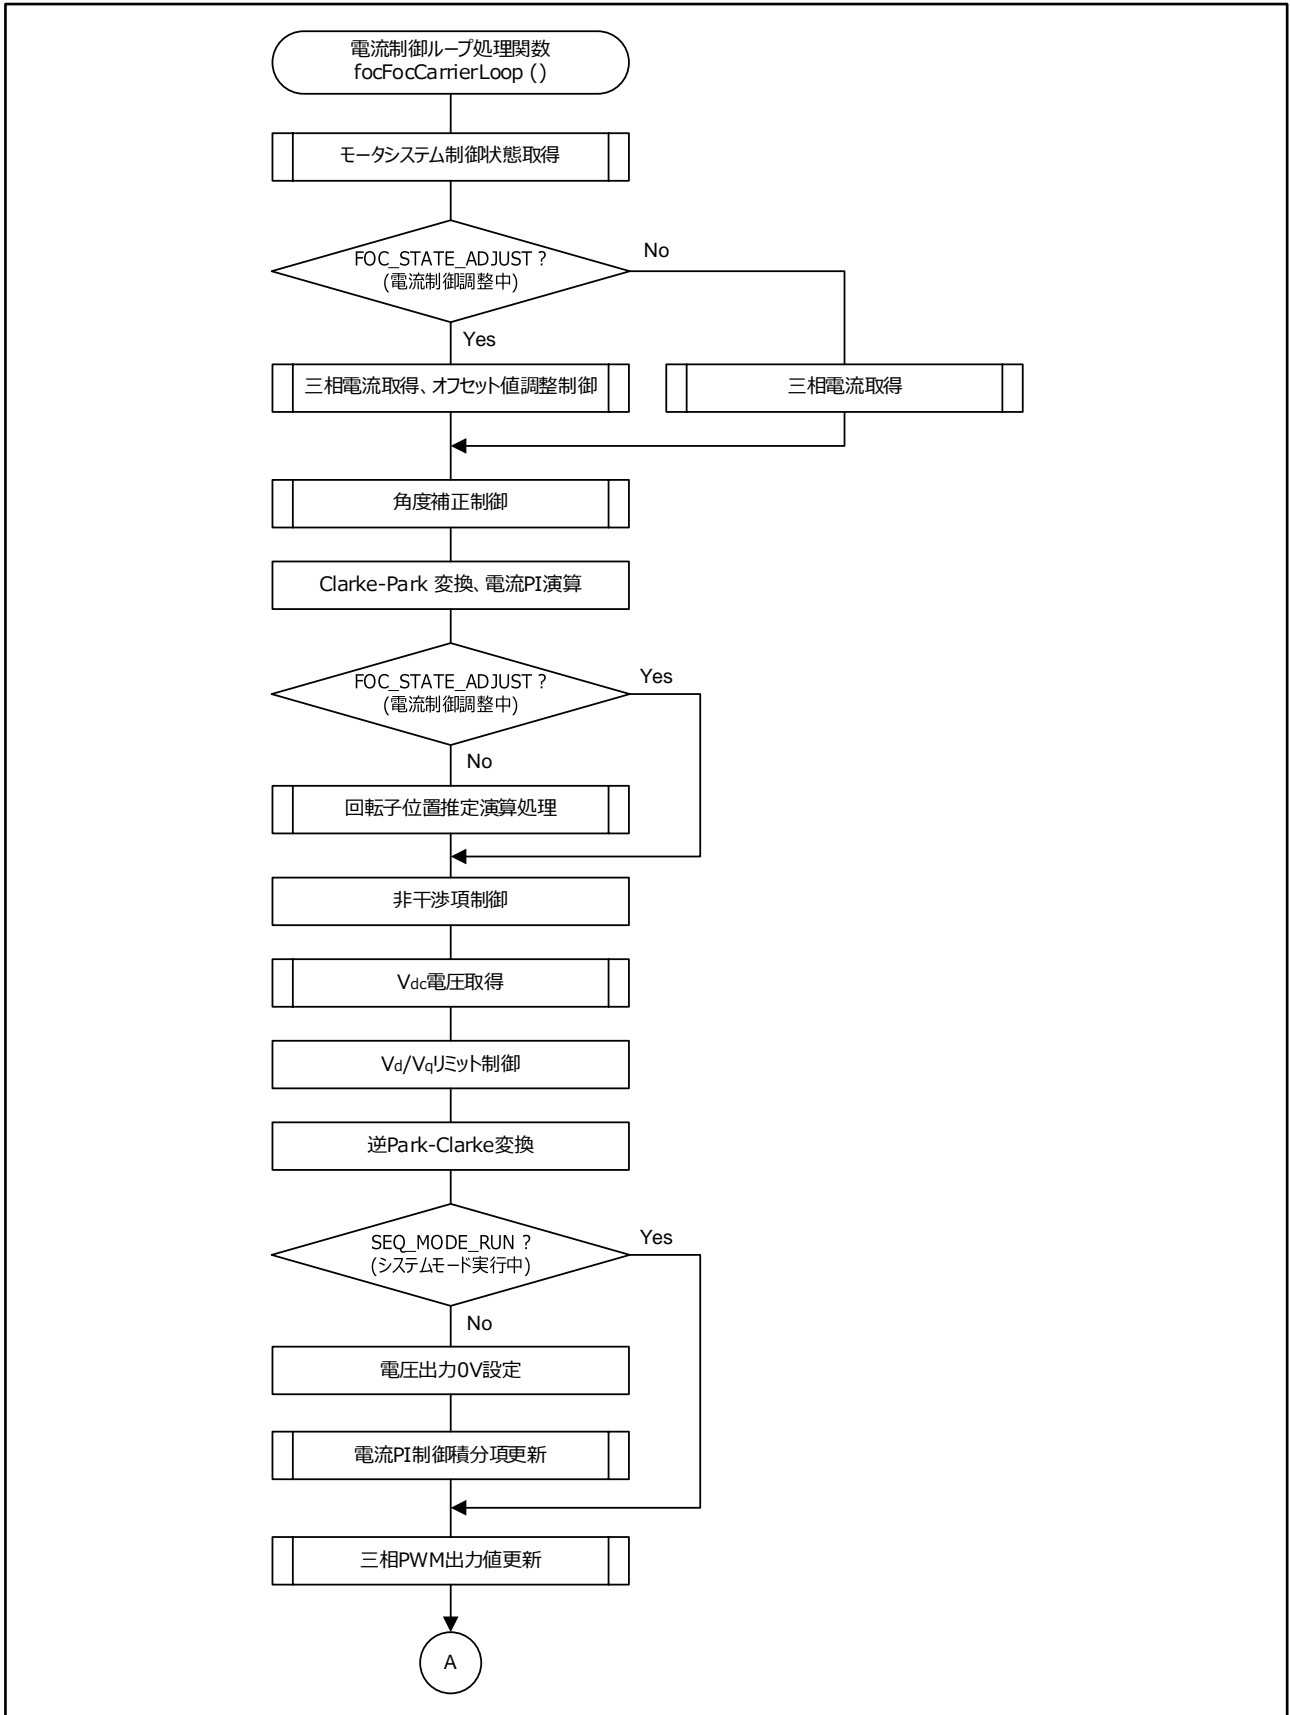 電流制御ループ処理関数
focFocCarrierLoop ()
モータシステム制御状態取得
FOC_STATE_ADJUST ?
(電流制御調整中)
No
Yes
三相電流取得、オフセット値調整制御
三相電流取得
角度補正制御
Clarke-Park 変換、電流PI演算
FOC_STATE_ADJUST ?
(電流制御調整中)
Yes
No
回転子位置推定演算処理
非干渉項制御
Vdc電圧取得
Vd/Vqリミット制御
逆Park-Clarke変換
SEQ_MODE_RUN ?
(システムモード実行中)
Yes
No
電圧出力0V設定
電流PI制御積分項更新
三相PWM出力値更新
A